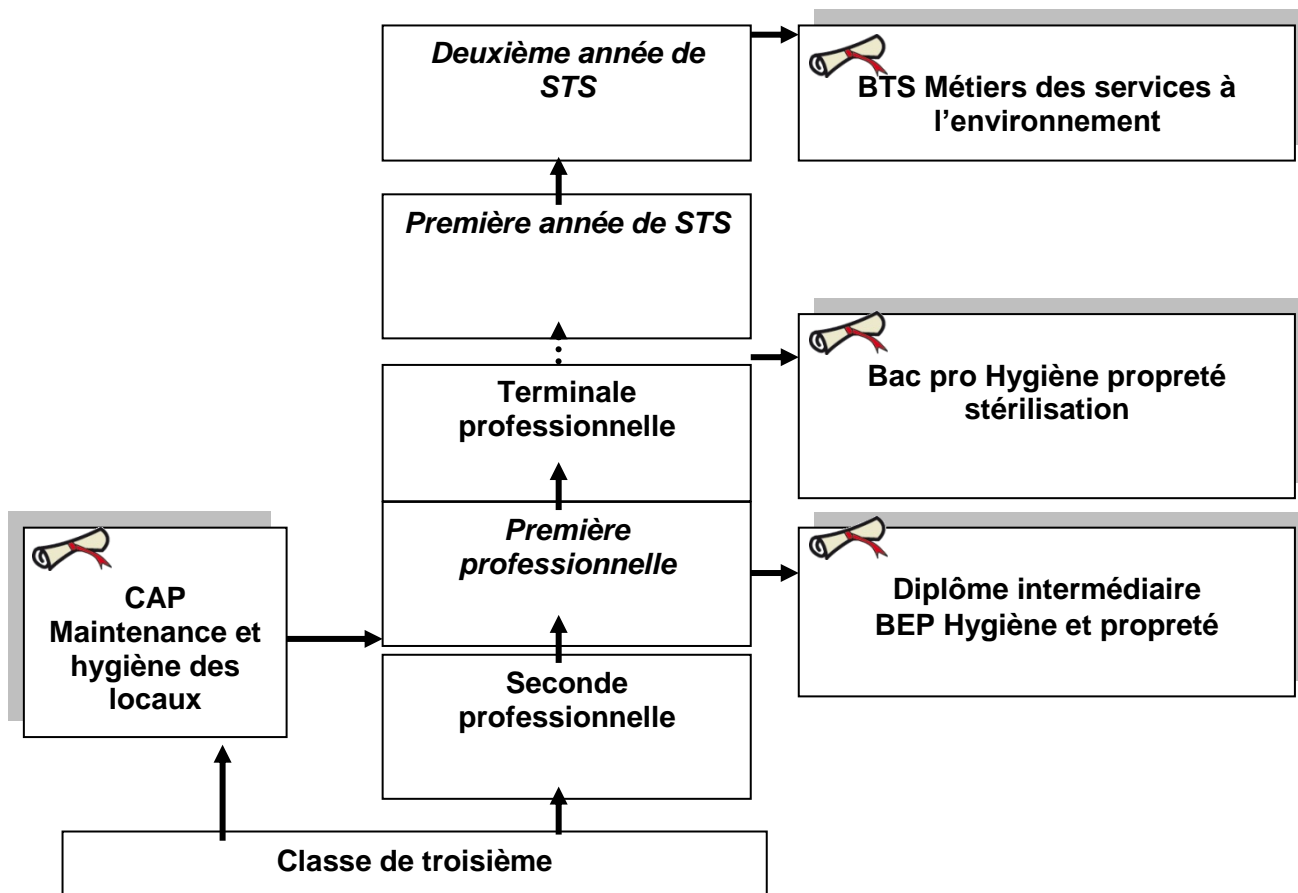 Deuxième année de
STS
BTS Métiers des services à
l’environnement
Première année de STS
Bac pro Hygiène propreté
stérilisation
Terminale
professionnelle
Première
professionnelle
Diplôme intermédiaire
BEP Hygiène et propreté
CAP
Maintenance et
hygiène des
locaux
Seconde
professionnelle
Classe de troisième